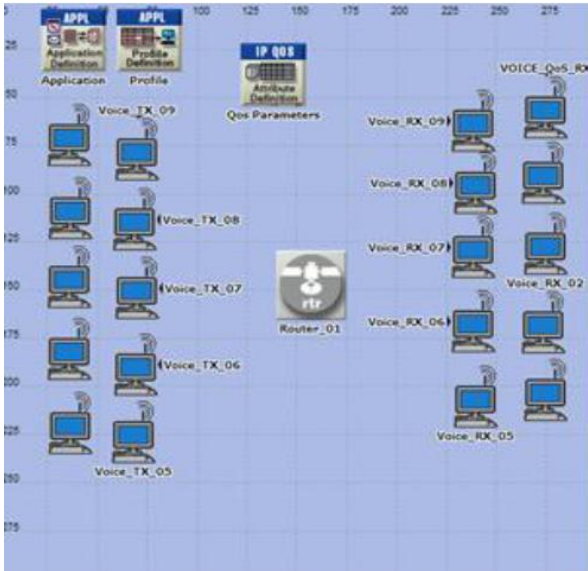 75 100 125 150 175 200 225 250 275
APPL APPL
IP QOS
Application Definition
Profile Definition
Attribute Definition
Application
Profile
Qos Parameters
25
50
75
100
125
150
175
200
225
250
275
VOICE_QoS_RX
Voice_TX_09
Voice_RX_09
Voice_RX_08
Voice_TX_08
Voice_RX_07
Voice_TX_07
Voice_RX_02
rtr
Router_01
Voice_RX_06
Voice_TX_06
Voice_RX_05
Voice_TX_05